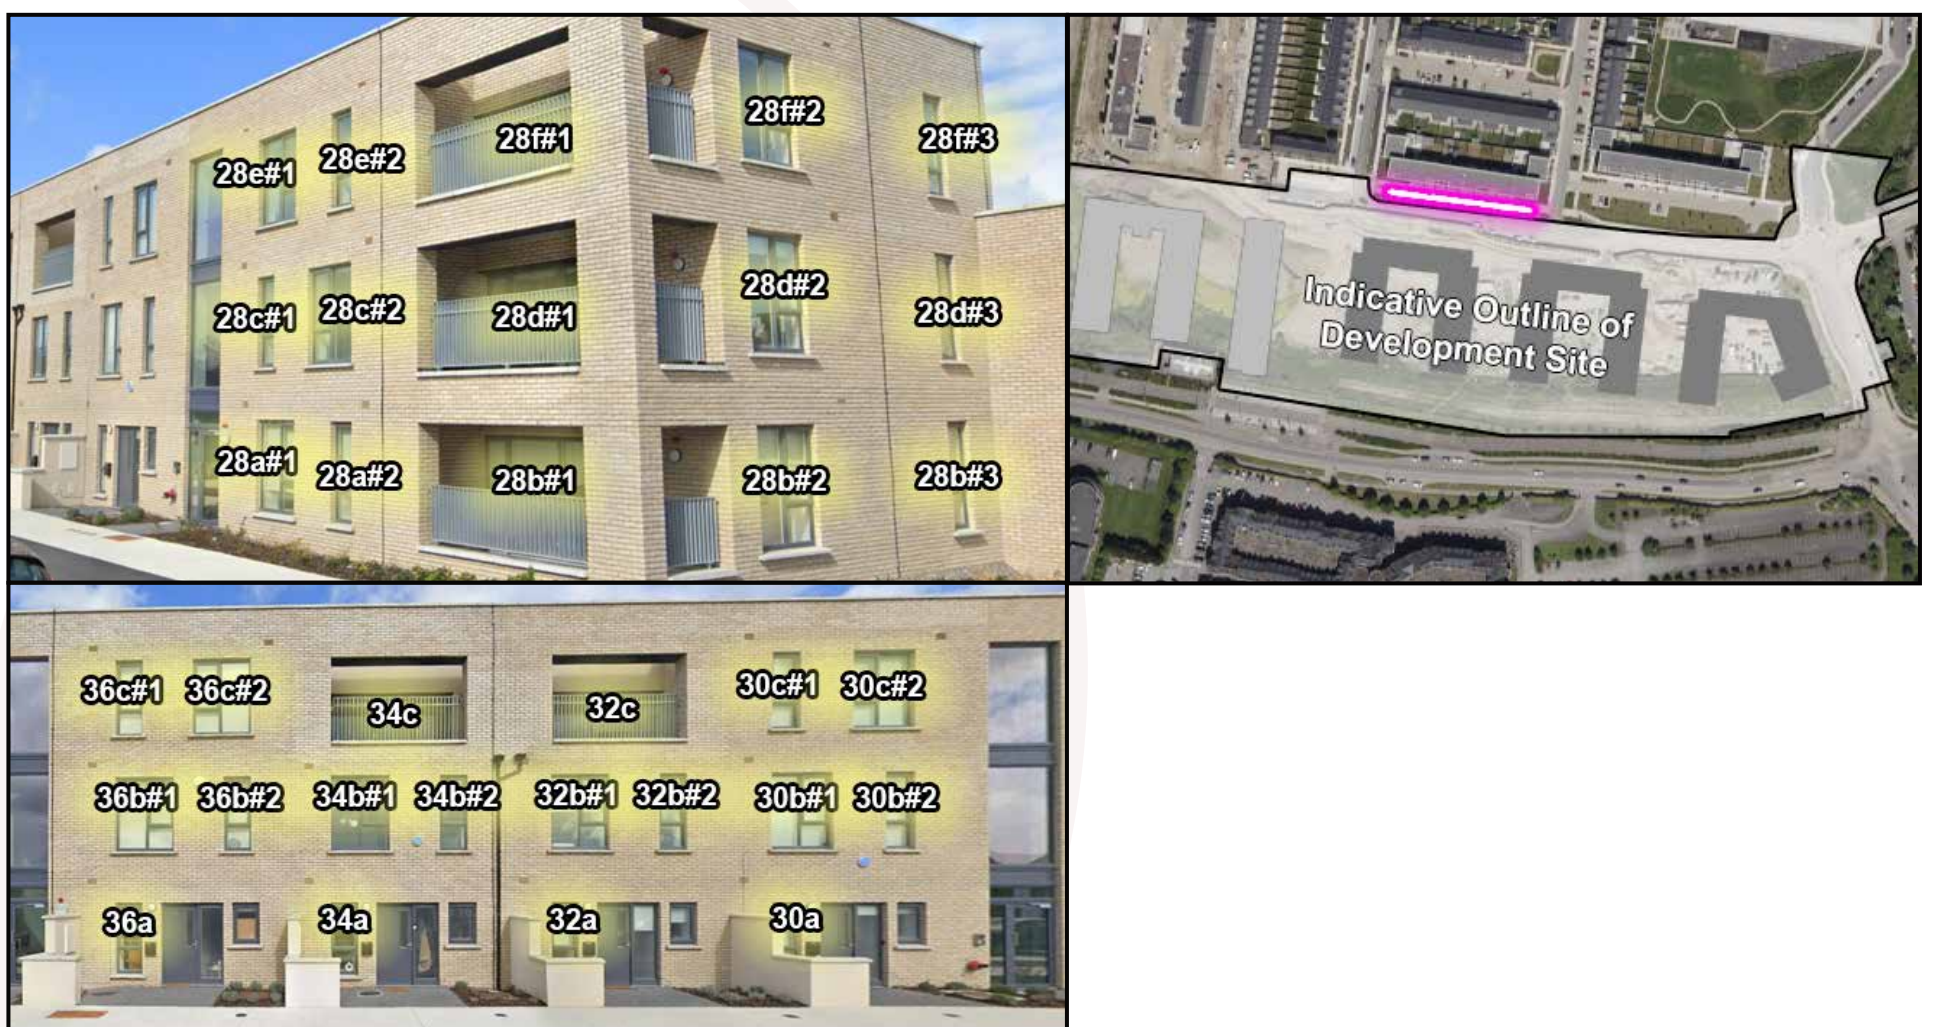 28e#1 28e#2 28f#1 28f#2 28f#3
28c#1 28c#2 28d#1 28d#2 28d#3
28a#1 28a#2 28b#1 28b#2 28b#3
Indicative Outline of
Development Site
36c#1 36c#2 34c 32c 30c#1 30c#2
36b#1 36b#2 34b#1 34b#2 32b#1 32b#2 30b#1 30b#2
36a 34a 32a 30a